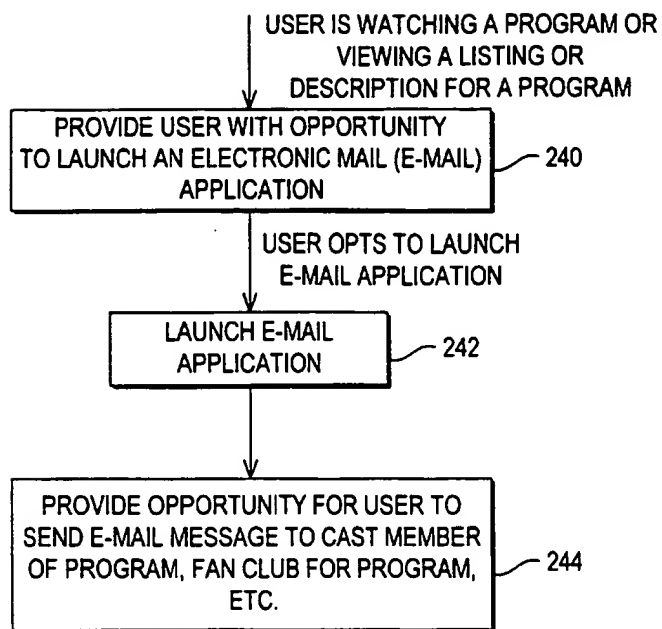 USER IS WATCHING A PROGRAM OR
VIEWING A LISTING OR
DESCRIPTION FOR A PROGRAM
PROVIDE USER WITH OPPORTUNITY
TO LAUNCH AN ELECTRONIC MAIL (E-MAIL)
APPLICATION
240
USER OPTS TO LAUNCH
E-MAIL APPLICATION
LAUNCH E-MAIL
APPLICATION
242
PROVIDE OPPORTUNITY FOR USER TO
SEND E-MAIL MESSAGE TO CAST MEMBER
OF PROGRAM, FAN CLUB FOR PROGRAM,
ETC.
244